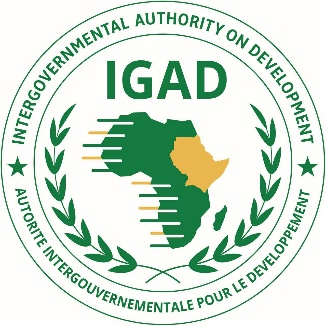 INTERGOVERNMENTAL AUTHORITY ON DEVELOPMENT
IGAD
AUTORITE INTERGOUVERNEMENTALE POUR LE DEVELOPPEMENT